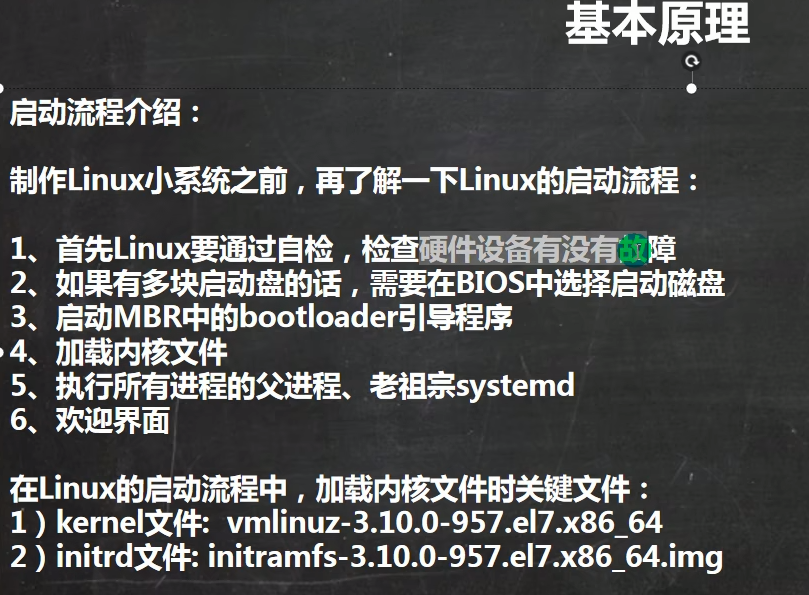 基本原理
启动流程介绍：
制作Linux小系统之前，再了解一下Linux的启动流程：
1、首先Linux要通过自检，检查硬件设备有没有故障
2、如果有多块启动盘的话，需要在BIOS中选择启动磁盘
3、启动MBR中的bootloader引导程序
4、加载内核文件
5、执行所有进程的父进程、老祖宗systemd
6、欢迎界面
在Linux的启动流程中，加载内核文件时关键文件：
1）kernel文件: vmlinuz-3.10.0-957.el7.x86_64
2）initrd文件: initramfs-3.10.0-957.el7.x86_64.img